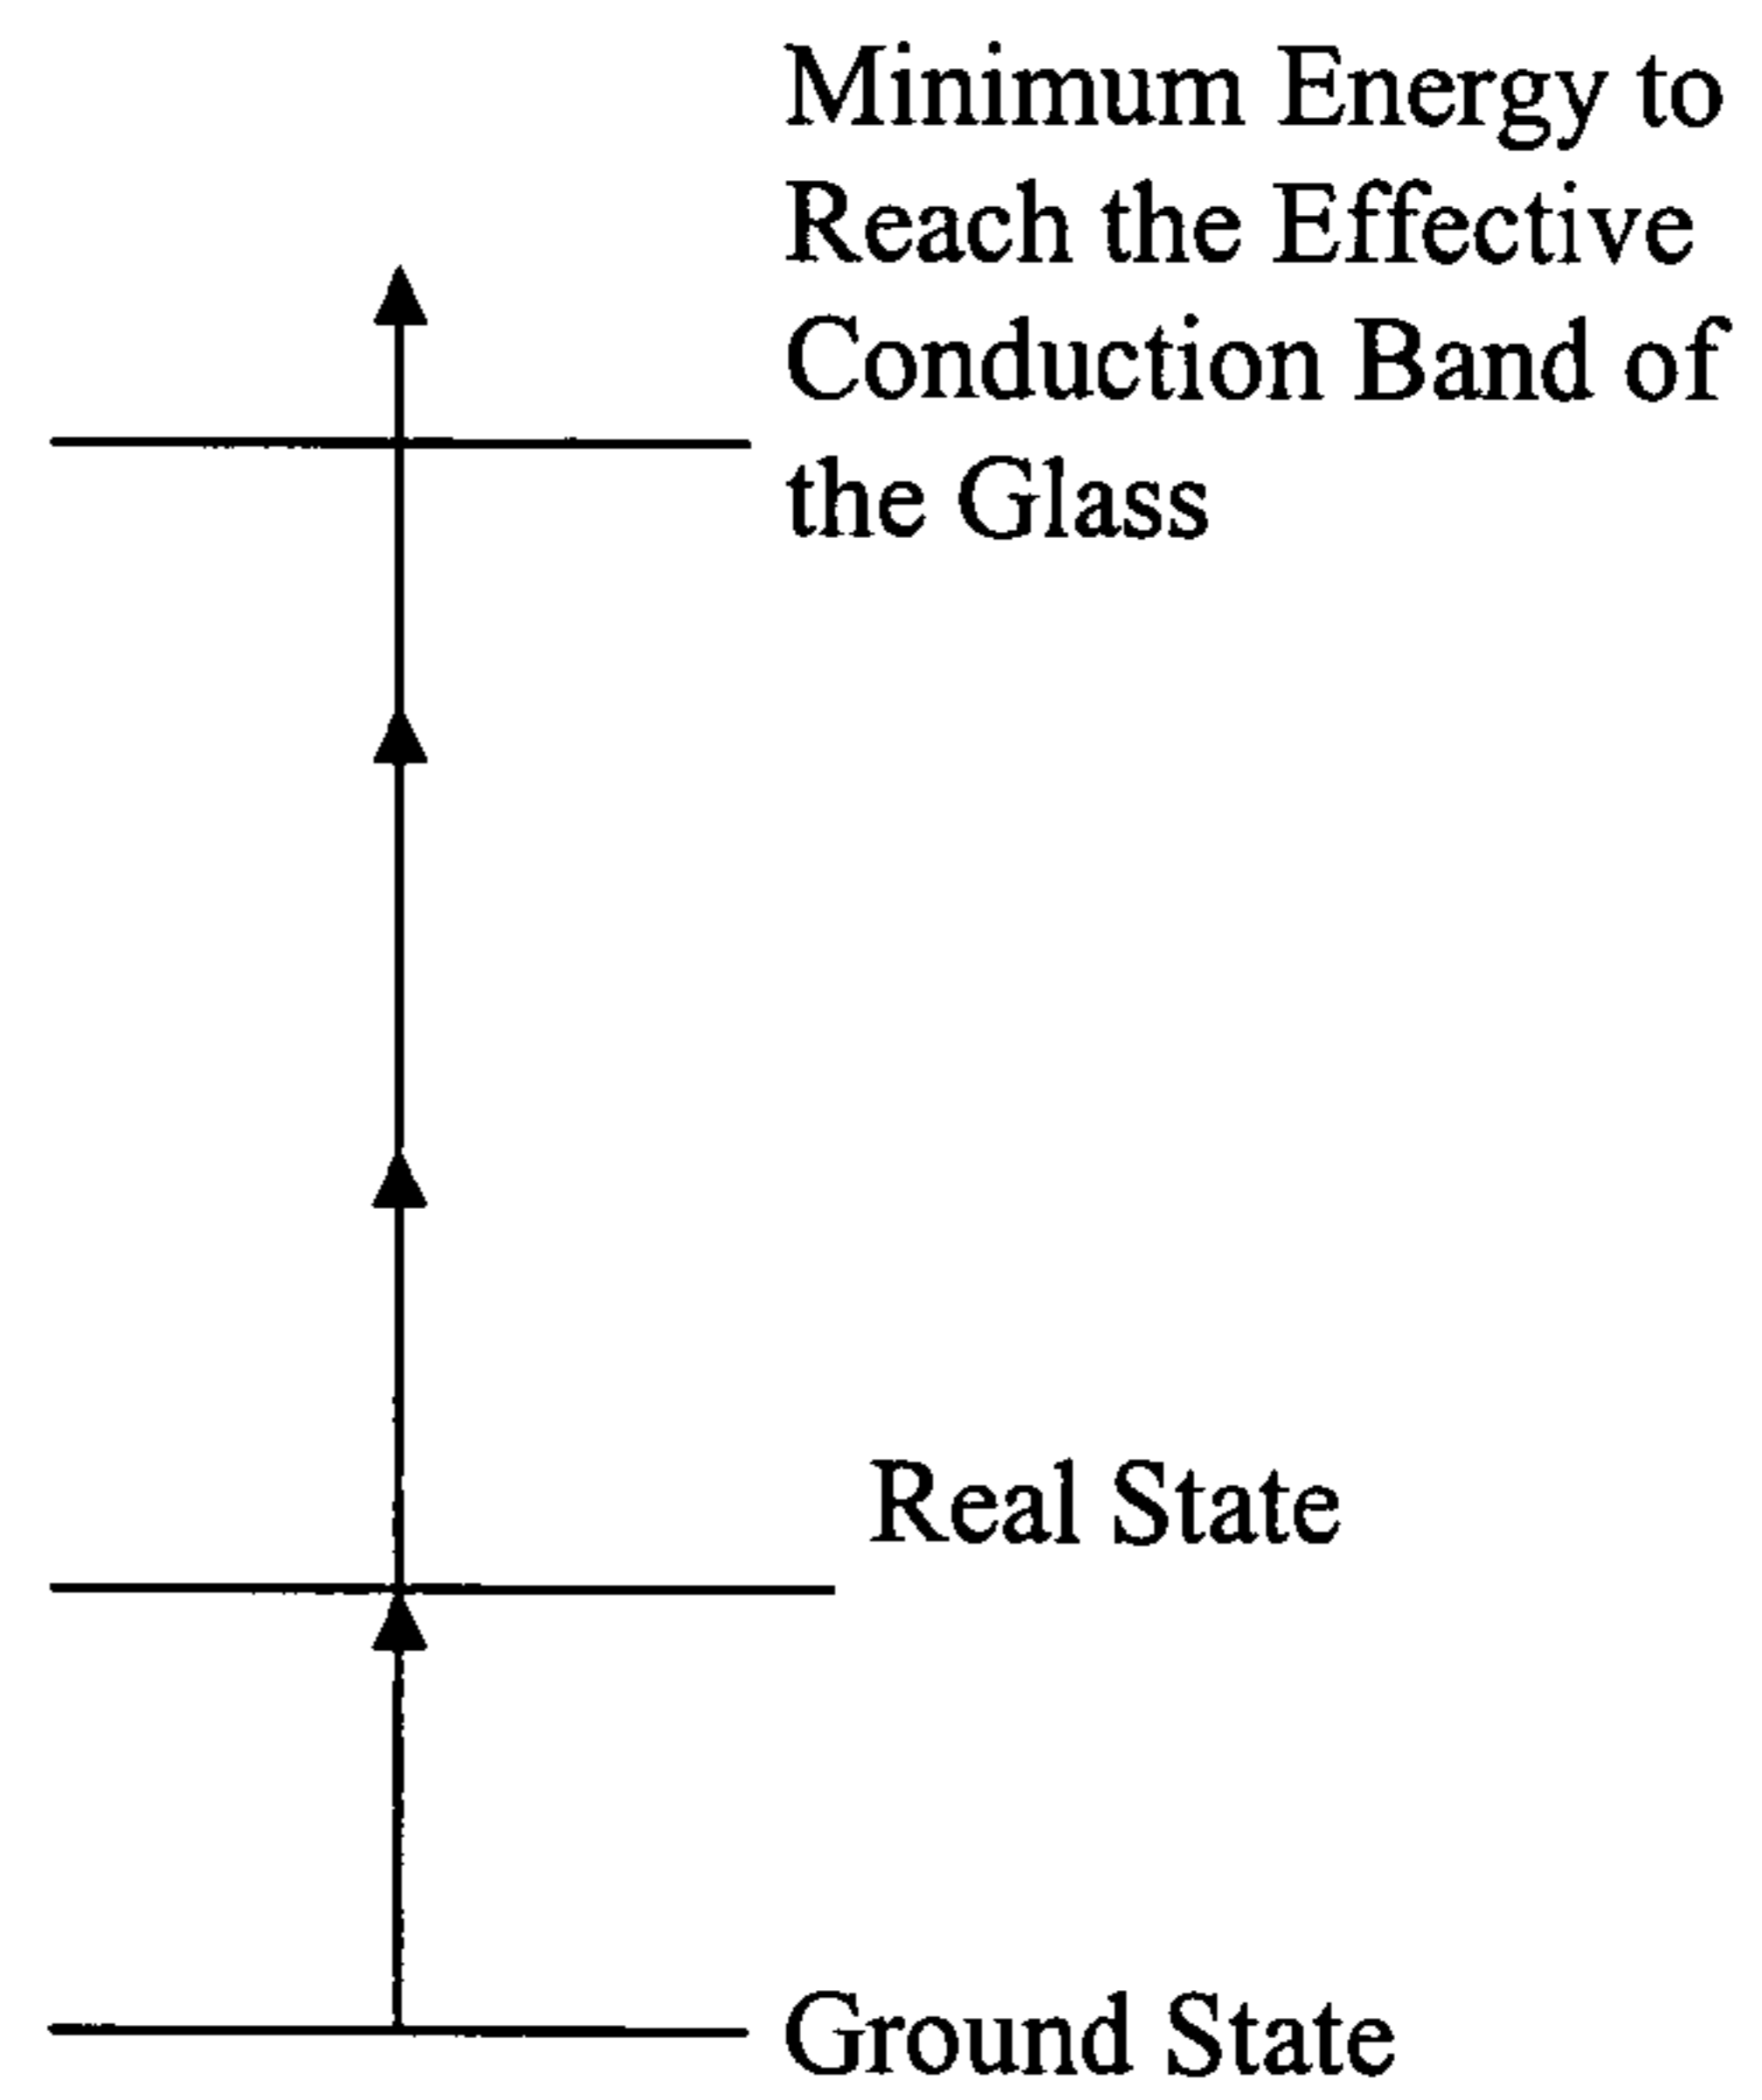 Minimum Energy to
Reach the Effective
Conduction Band of
the Glass
Real State
Ground State